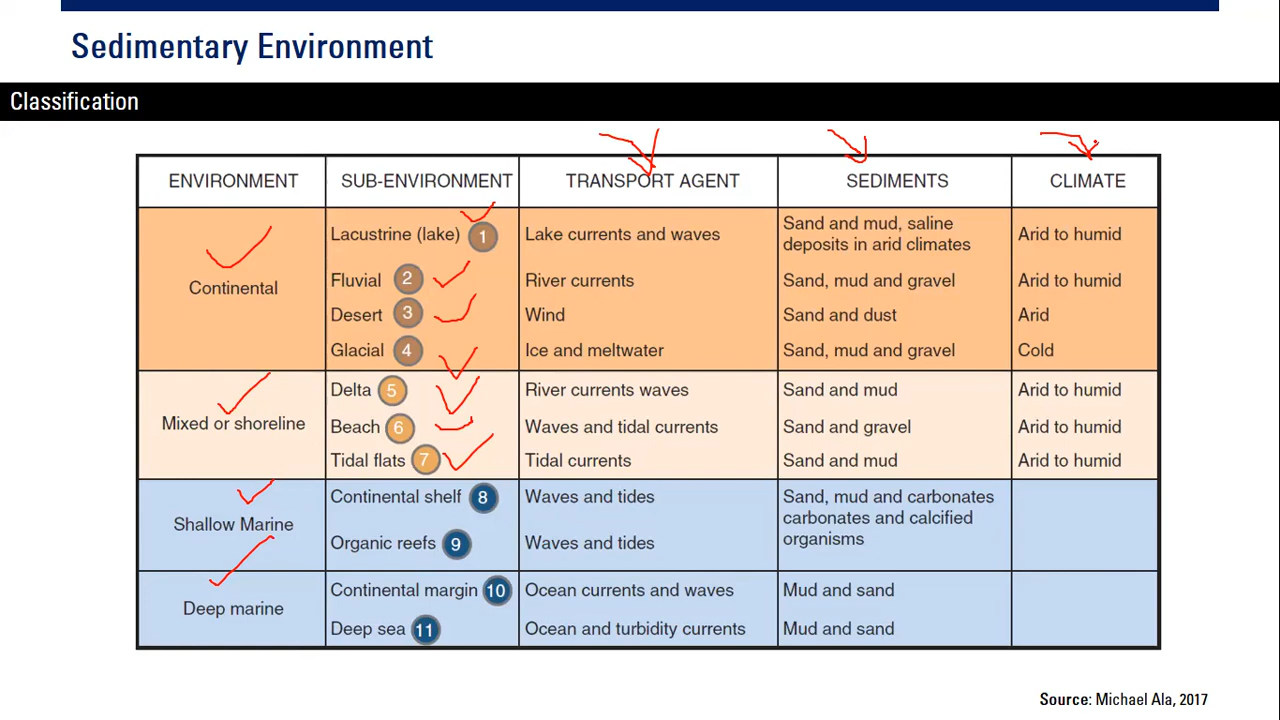 Sedimentary Environment
Classification
ENVIRONMENT SUB-ENVIRONMENT TRANSPORT AGENT SEDIMENTS CLIMATE
Continental
Lacustrine (lake) 1 Lake currents and waves Sand and mud, saline deposits in arid climates Arid to humid
Fluvial 2 River currents Sand, mud and gravel Arid to humid
Desert 3 Wind Sand and dust Arid
Glacial 4 Ice and meltwater Sand, mud and gravel Cold
Mixed or shoreline
Delta 5 River currents waves Sand and mud Arid to humid
Beach 6 Waves and tidal currents Sand and gravel Arid to humid
Tidal flats 7 Tidal currents Sand and mud Arid to humid
Shallow Marine
Continental shelf 8 Waves and tides Sand, mud and carbonates
Organic reefs 9 Waves and tides carbonates and calcified organisms
Deep marine
Continental margin 10 Ocean currents and waves Mud and sand
Deep sea 11 Ocean and turbidity currents Mud and sand
Source: Michael Ala, 2017